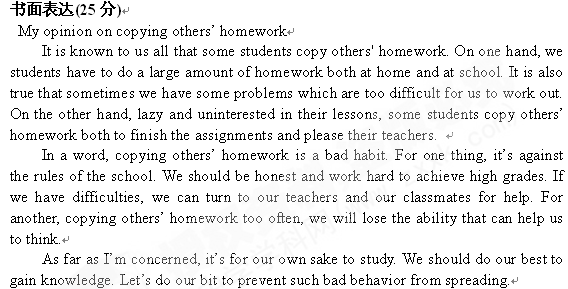 书面表达(25 分)
My opinion on copying others’ homework
It is known to us all that some students copy others' homework. On one hand, we
students have to do a large amount of homework both at home and at school. It is also
true that sometimes we have some problems which are too difficult for us to work out.
On the other hand, lazy and uninterested in their lessons, some students copy others’
homework both to finish the assignments and please their teachers.
In a word, copying others’ homework is a bad habit. For one thing, it’s against
the rules of the school. We should be honest and work hard to achieve high grades. If
we have difficulties, we can turn to our teachers and our classmates for help. For
another, copying others’ homework too often, we will lose the ability that can help us
to think.
As far as I’m concerned, it’s for our own sake to study. We should do our best to
gain knowledge. Let’s do our bit to prevent such bad behavior from spreading.